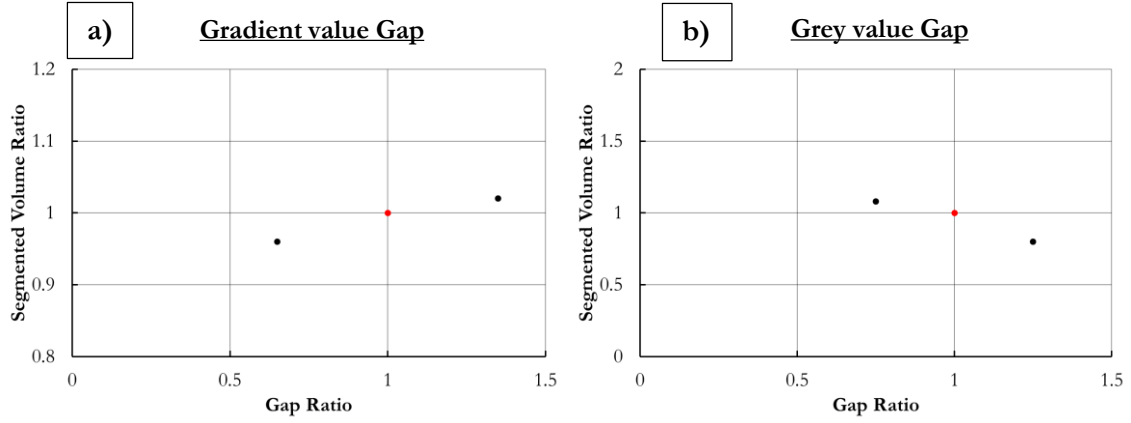 a)
Gradient value Gap
1.2
1.1
1
0.9
0.8
0
0.5
1
1.5
Segmented Volume Ratio
Gap Ratio
b)
Grey value Gap
2
1.5
1
0.5
0
0
0.5
1
1.5
Segmented Volume Ratio
Gap Ratio